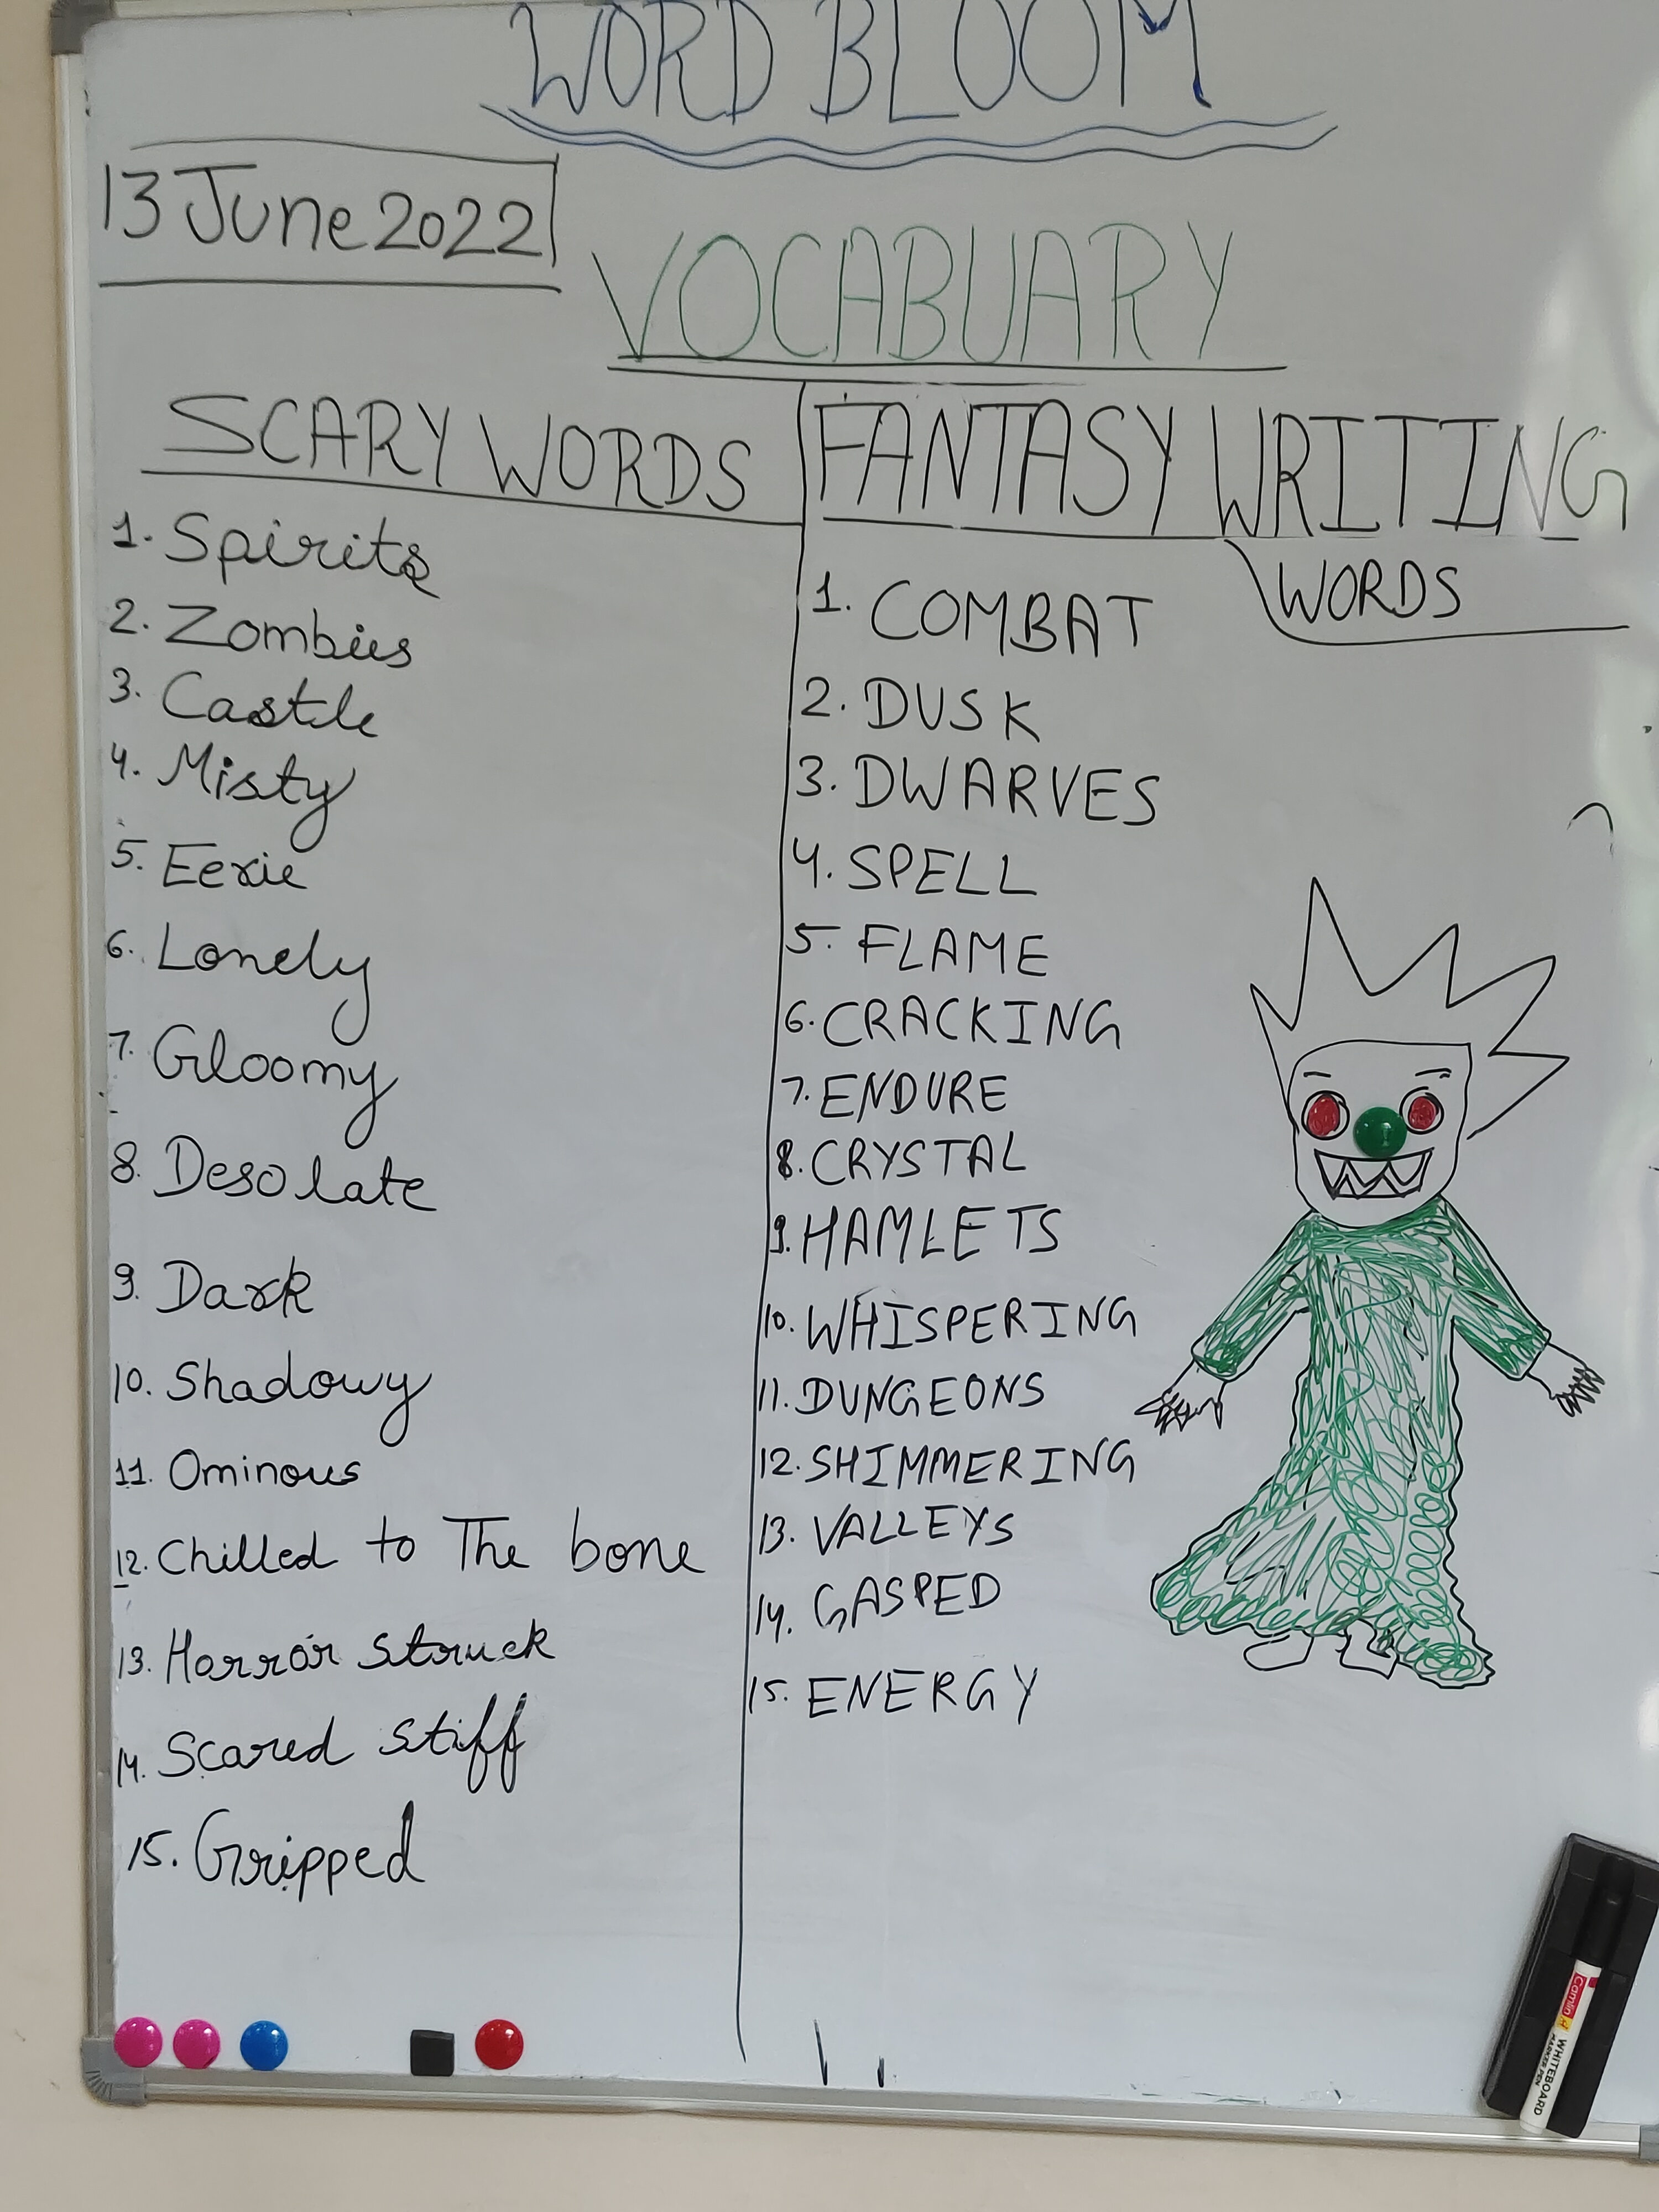 WORD BLOOM
13 June 2022
VOCABUARY
SCARY WORDS
1. Spirits
2. Zombies
3. Castle
4. Misty
5. Eerie
6. Lonely
7. Gloomy
8. Desolate
9. Dark
10. Shadowy
11. Ominous
12. Chilled to The bone
13. Horror struck
14. Scared stiff
15. Gripped
FANTASY WRITING
WORDS
1. COMBAT
2. DUSK
3. DWARVES
4. SPELL
5. FLAME
6. CRACKING
7. ENDURE
8. CRYSTAL
9. HAMLETS
10. WHISPERING
11. DUNGEONS
12. SHIMMERING
13. VALLEYS
14. GASPED
15. ENERGY
camlin
WHITEBOARD
MARKER PEN